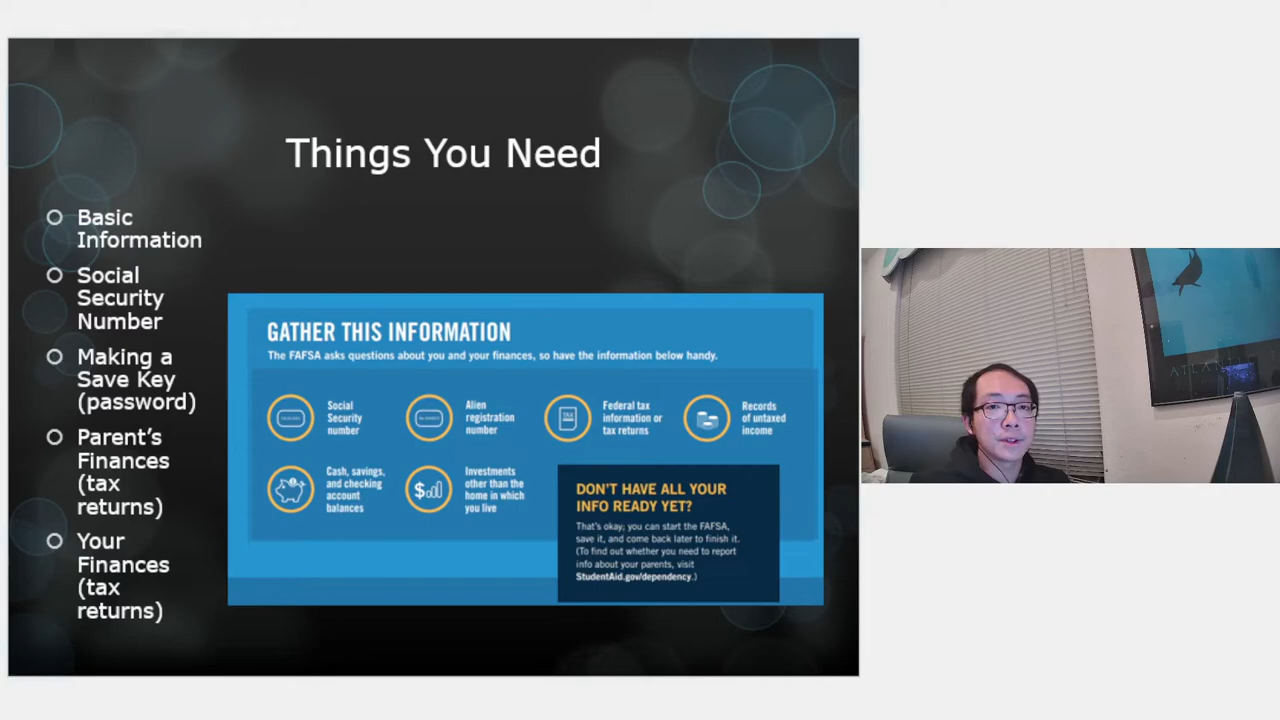 Things You Need
Basic
Information
Social
Security
Number
Making a
Save Key
(password)
Parent's
Finances
(tax
returns)
Your
Finances
(tax
returns)
GATHER THIS INFORMATION
The FAFSA asks questions about you and your finances, so have the information below handy.
Social
Security
number
Alien
registration
number
TAX
Federal tax
information or
tax returns
Records
of untaxed
income
Cash, savings,
and checking
account
balances
$
Investments
other than the
home in which
you live
DON'T HAVE ALL YOUR
INFO READY YET?
That's okay; you can start the FAFSA,
save it, and come back later to finish it.
(To find out whether you need to report
info about your parents, visit
StudentAid.gov/dependency.)